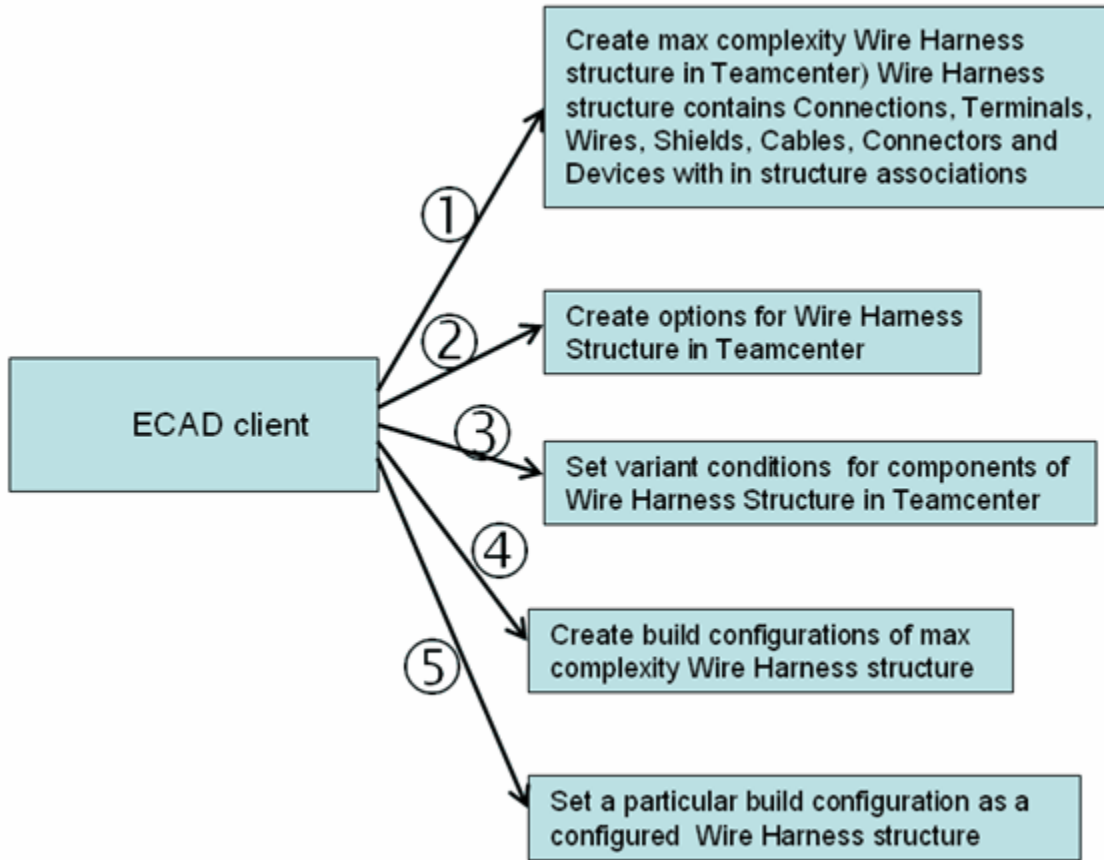 Create max complexity Wire Harness
structure in Teamcenter) Wire Harness
structure contains Connections, Terminals,
Wires, Shields, Cables, Connectors and
Devices with in structure associations
①
②
Create options for Wire Harness
Structure in Teamcenter
ECAD client
③
Set variant conditions for components of
Wire Harness Structure in Teamcenter
④
Create build configurations of max
complexity Wire Harness structure
⑤
Set a particular build configuration as a
configured Wire Harness structure